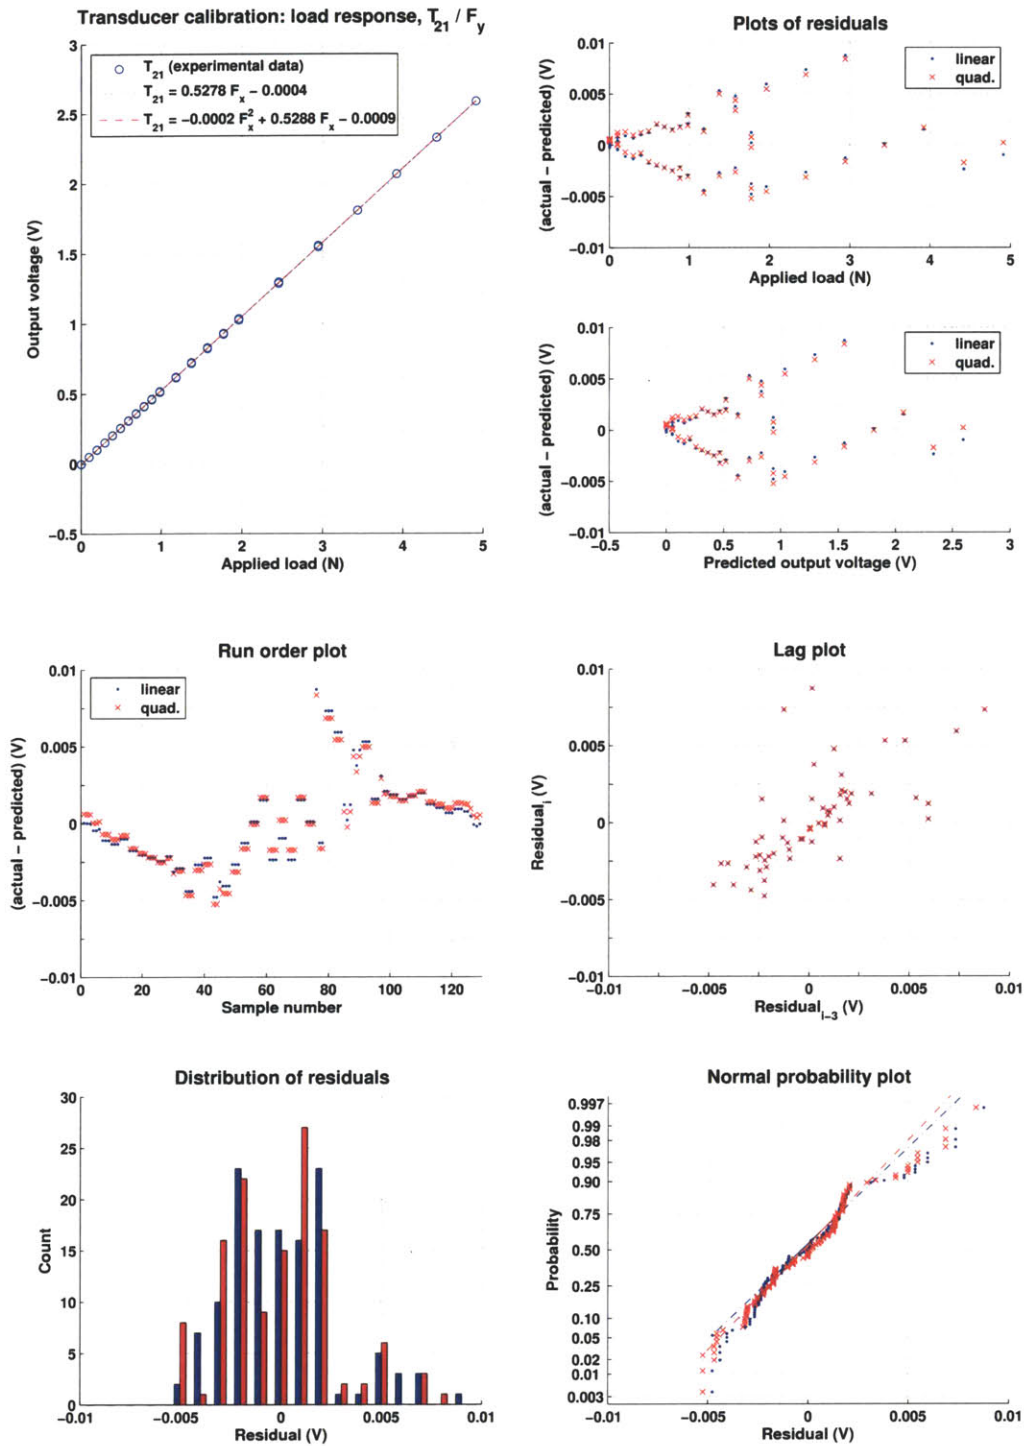 Transducer calibration: load response, T21 / Fy
3
2.5
2
1.5
1
0.5
0
−0.5
Output voltage (V)
T21 (experimental data)
T21 = 0.5278 Fx − 0.0004
T21 = −0.0002 Fx2 + 0.5288 Fx − 0.0009
0 1 2 3 4 5
Applied load (N)
Plots of residuals
0.01
0.005
0
−0.005
−0.01
(actual − predicted) (V)
linear
quad.
0 1 2 3 4 5
Applied load (N)
0.01
0.005
0
−0.005
−0.01
(actual − predicted) (V)
linear
quad.
−0.5 0 0.5 1 1.5 2 2.5 3
Predicted output voltage (V)
Run order plot
0.01
0.005
0
−0.005
−0.01
(actual − predicted) (V)
linear
quad.
0 20 40 60 80 100 120
Sample number
Lag plot
0.01
0.005
0
−0.005
−0.01
Residuali (V)
−0.01 −0.005 0 0.005 0.01
Residuali−3 (V)
Distribution of residuals
30
25
20
15
10
5
0
Count
−0.01 −0.005 0 0.005 0.01
Residual (V)
Normal probability plot
0.997
0.99
0.98
0.95
0.90
0.75
0.50
0.25
0.10
0.05
0.02
0.01
0.003
Probability
−0.01 −0.005 0 0.005 0.01
Residual (V)